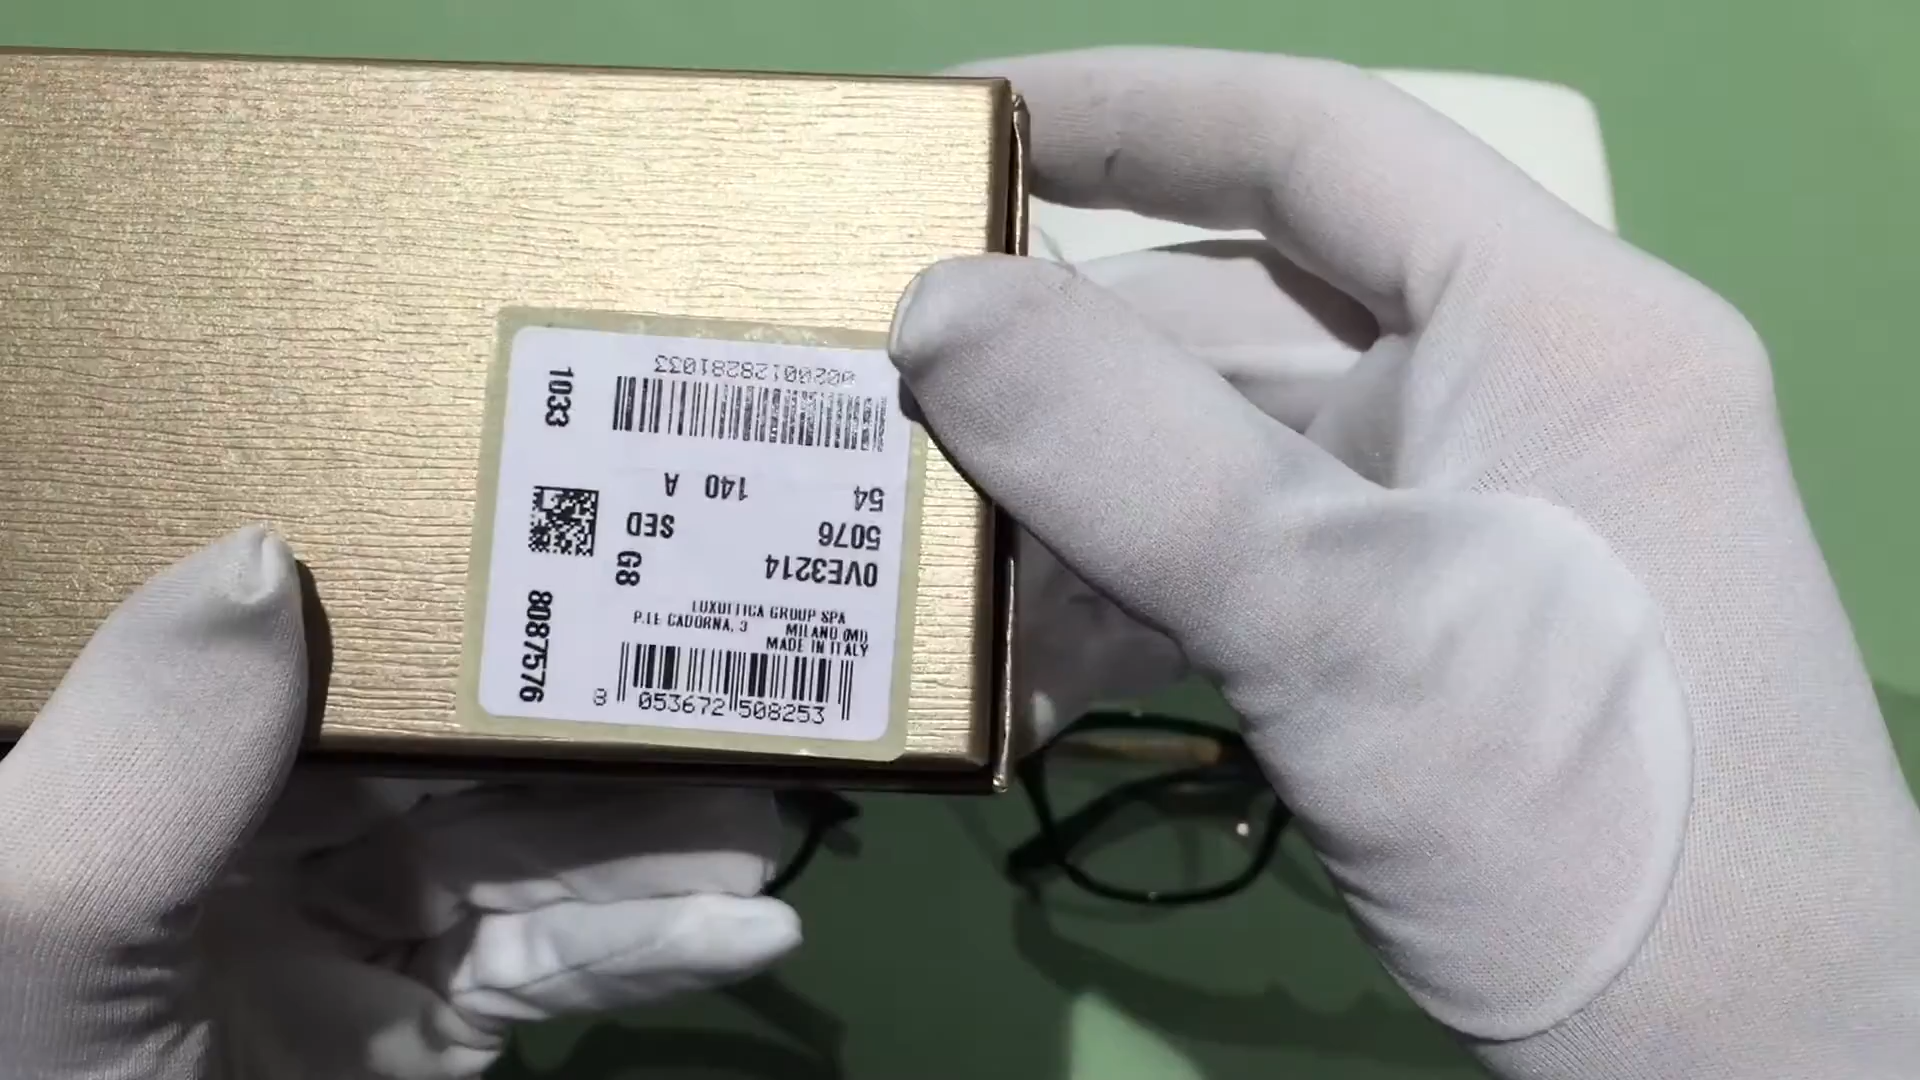 00200128281033
1033
54 140 A
5076 SED
0VE3214
G8
8087576
LUXOTTICA GROUP SPA
P.LE CADORNA, 3 MILANO (MI)
MADE IN ITALY
8 053672 508253